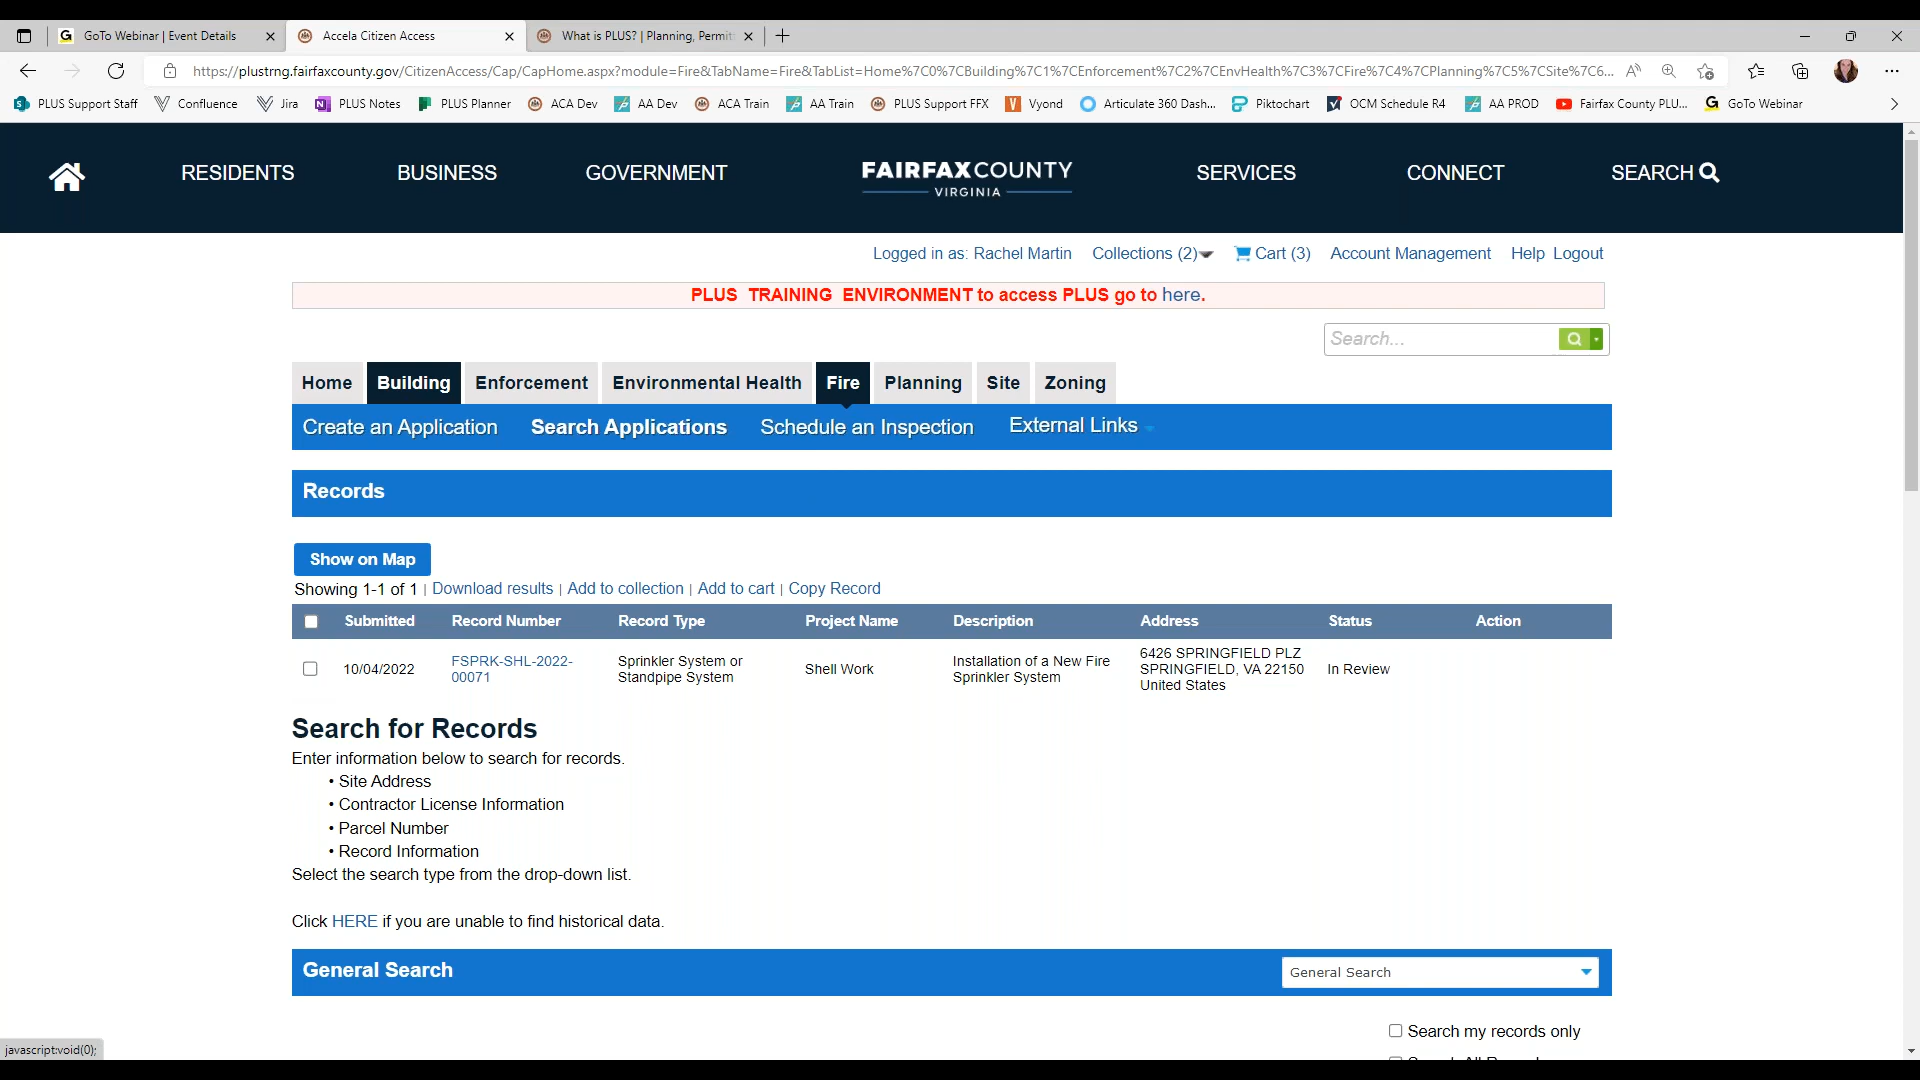 GoTo Webinar | Event Details
Accela Citizen Access
What is PLUS? | Planning, Permit
https://plustrng.fairfaxcounty.gov/CitizenAccess/Cap/CapHome.aspx?module=Fire&TabName=Fire&TabList=Home%7C0%7CBuilding%7C1%7CEnforcement%7C2%7CEnvHealth%7C3%7CFire%7C4%7CPlanning%7C5%7CSite%7C6...
PLUS Support Staff Confluence Jira PLUS Notes PLUS Planner ACA Dev AA Dev ACA Train AA Train PLUS Support FFX Vyond Articulate 360 Dash... Piktochart OCM Schedule R4 AA PROD Fairfax County PLU... GoTo Webinar
RESIDENTS BUSINESS GOVERNMENT FAIRFAX COUNTY SERVICES CONNECT SEARCH
VIRGINIA
Logged in as: Rachel Martin Collections (2) Cart (3) Account Management Help Logout
PLUS TRAINING ENVIRONMENT to access PLUS go to here.
Search...
Home Building Enforcement Environmental Health Fire Planning Site Zoning
Create an Application Search Applications Schedule an Inspection External Links
Records
Show on Map
Showing 1-1 of 1 | Download results | Add to collection | Add to cart | Copy Record
Submitted Record Number Record Type Project Name Description Address Status Action
10/04/2022
FSPRK-SHL-2022-
00071
Sprinkler System or
Standpipe System
Shell Work
Installation of a New Fire
Sprinkler System
6426 SPRINGFIELD PLZ
SPRINGFIELD, VA 22150
United States
In Review
Search for Records
Enter information below to search for records.
• Site Address
• Contractor License Information
• Parcel Number
• Record Information
Select the search type from the drop-down list.
Click HERE if you are unable to find historical data.
General Search General Search
Search my records only
javascript:void(0);